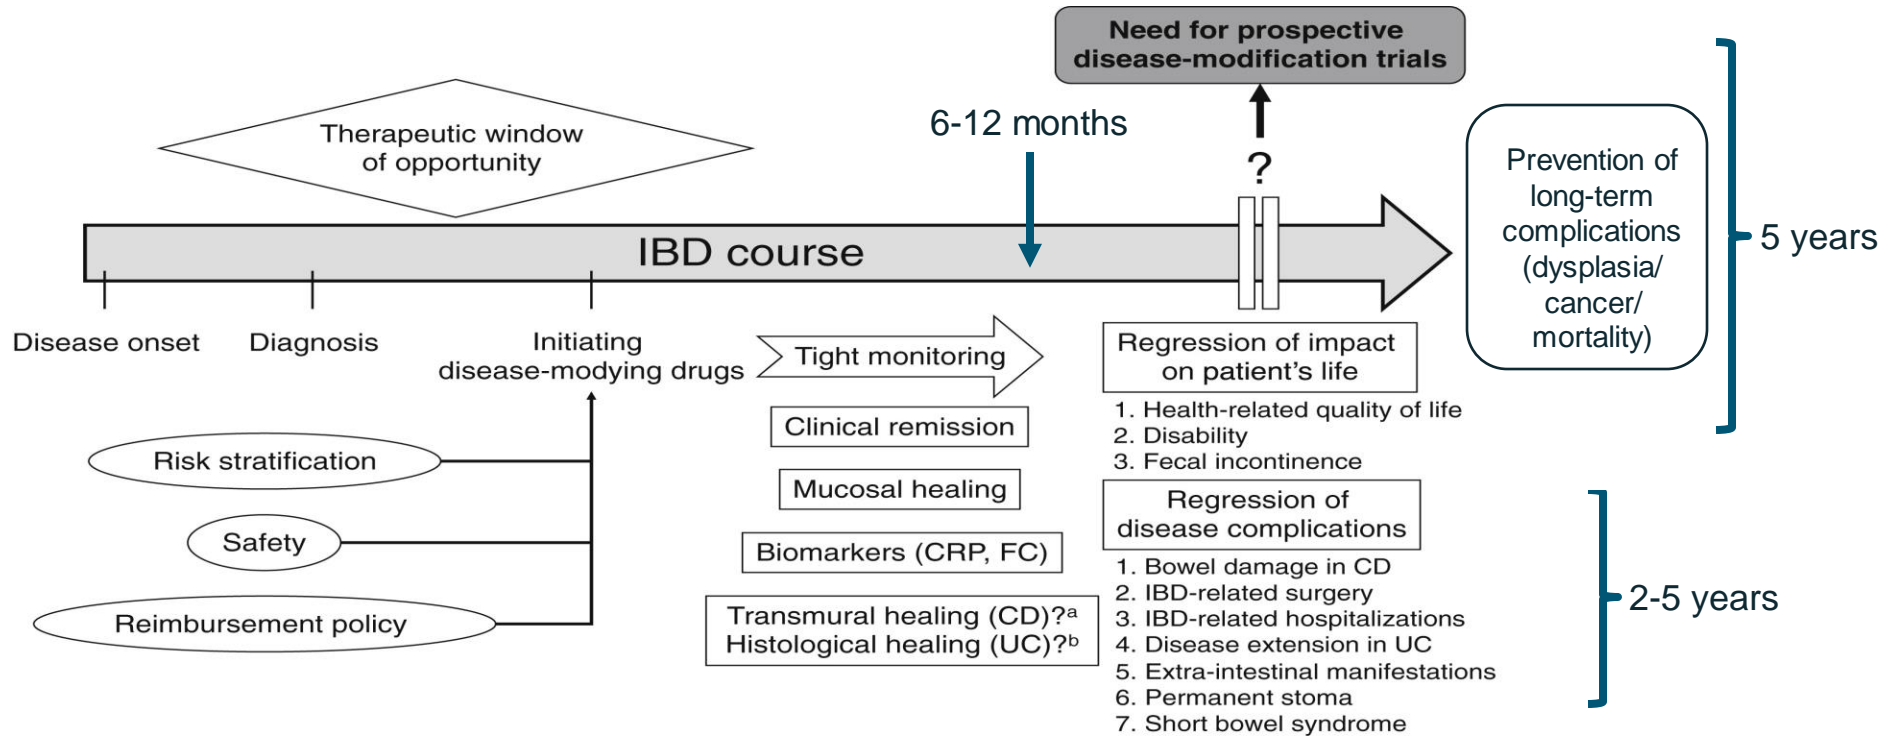 Need for prospective
disease-modification trials
Therapeutic window
of opportunity
6-12 months
?
Prevention of
long-term
complications
(dysplasia/
cancer/
mortality)
5 years
IBD course
Disease onset
Diagnosis
Initiating
disease-modying drugs
Tight monitoring
Regression of impact
on patient's life
1. Health-related quality of life
2. Disability
3. Fecal incontinence
Risk stratification
Safety
Reimbursement policy
Clinical remission
Mucosal healing
Biomarkers (CRP, FC)
Transmural healing (CD)?ᵃ
Histological healing (UC)?ᵇ
Regression of
disease complications
1. Bowel damage in CD
2. IBD-related surgery
3. IBD-related hospitalizations
4. Disease extension in UC
5. Extra-intestinal manifestations
6. Permanent stoma
7. Short bowel syndrome
2-5 years